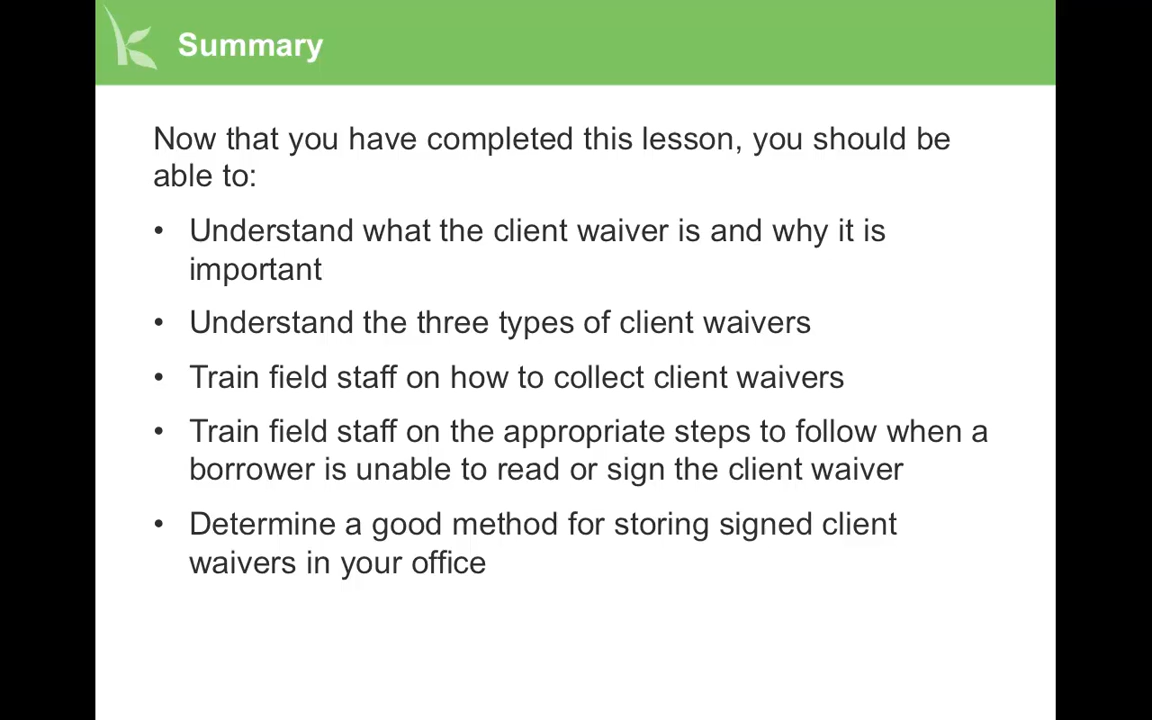 Summary
Now that you have completed this lesson, you should be
able to:
• Understand what the client waiver is and why it is
important
• Understand the three types of client waivers
• Train field staff on how to collect client waivers
• Train field staff on the appropriate steps to follow when a
borrower is unable to read or sign the client waiver
• Determine a good method for storing signed client
waivers in your office